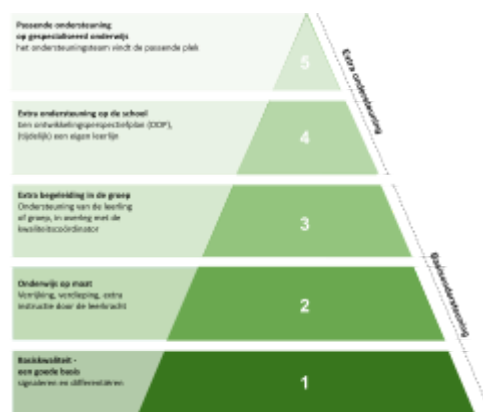 Passende ondersteuning
op gespecialiseerd onderwijs
het ondersteuningsteam vindt de passende plek
5
Extra ondersteuning
Extra ondersteuning op de school
Een ontwikkelingsperspectiefplan (OOP),
(tijdelijk) een eigen leerlijn
4
Extra begeleiding in de groep
Ondersteuning van de leerling
of groep, in overleg met de
kwaliteitscoördinator
3
Basisondersteuning
Onderwijs op maat
Verrijking, verdieping, extra
instructie door de leerkracht
2
Basiskwaliteit -
een goede basis
signaleren en differentiëren
1